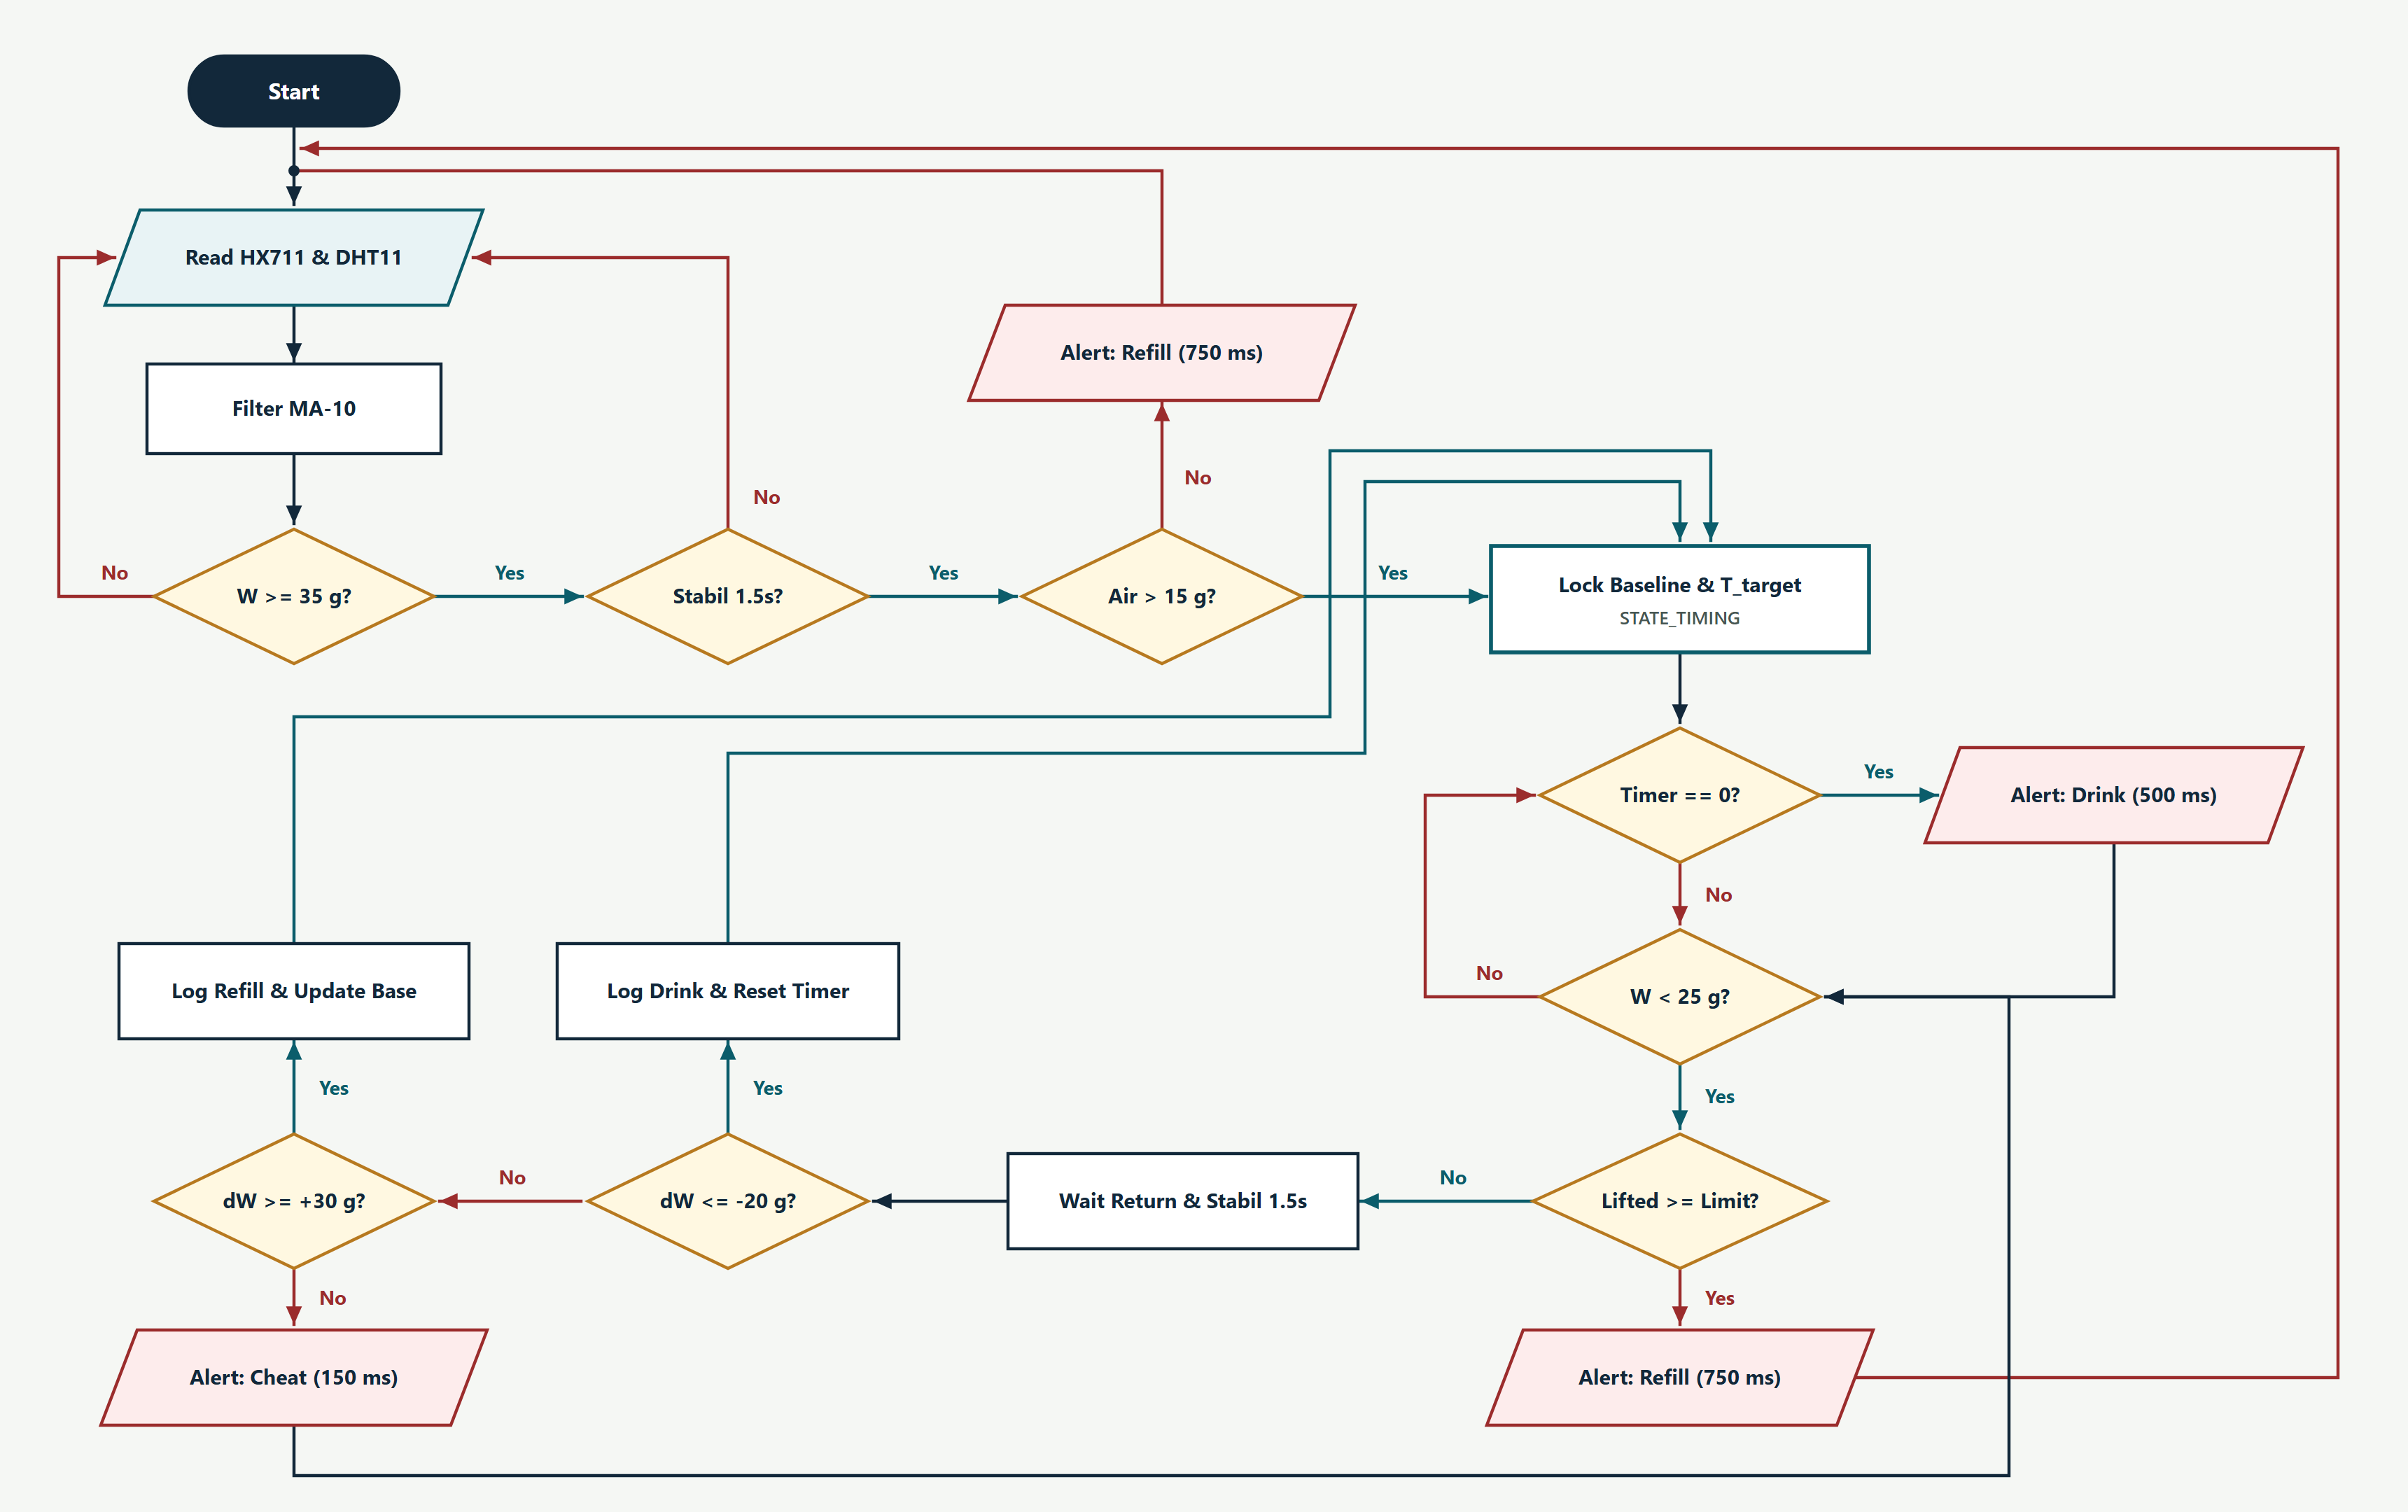 Start
Read HX711 & DHT11
Alert: Refill (750 ms)
Filter MA-10
No
No
No
Yes
Yes
Yes
W >= 35 g?
Stabil 1.5s?
Air > 15 g?
Lock Baseline & T_target
STATE_TIMING
Yes
Timer == 0?
Alert: Drink (500 ms)
No
No
Log Refill & Update Base
Log Drink & Reset Timer
W < 25 g?
Yes
Yes
Yes
No
No
dW >= +30 g?
dW <= -20 g?
Wait Return & Stabil 1.5s
Lifted >= Limit?
No
Yes
Alert: Cheat (150 ms)
Alert: Refill (750 ms)